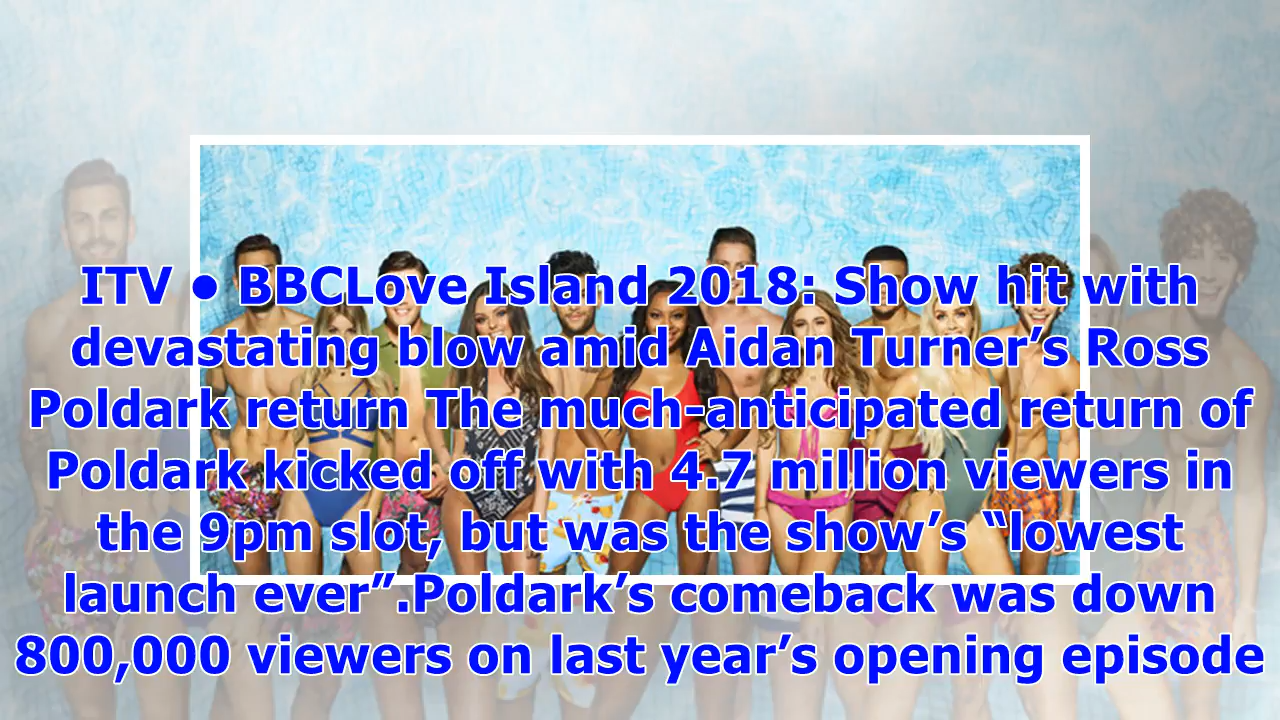 ITV ● BBCLove Island 2018: Show hit with
devastating blow amid Aidan Turner’s Ross
Poldark return The much-anticipated return of
Poldark kicked off with 4.7 million viewers in
the 9pm slot, but was the show’s “lowest
launch ever”.Poldark’s comeback was down
800,000 viewers on last year’s opening episode